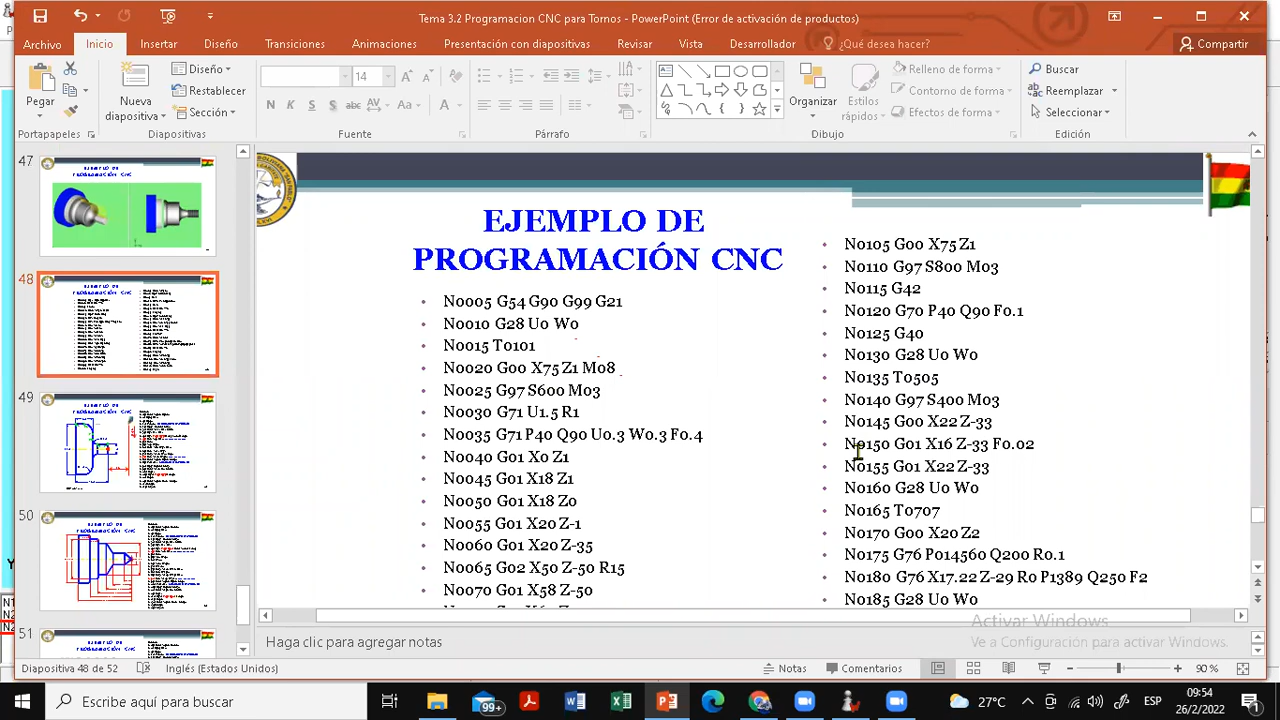 Tema 3.2 Programacion CNC para Tornos - PowerPoint (Error de activación de productos)
Archivo
Inicio
Insertar
Diseño
Transiciones
Animaciones
Presentación con diapositivas
Revisar
Vista
Desarrollador
¿Qué desea hacer?
Compartir
Pegar
Nueva
diapositiva
Diseño
Restablecer
Sección
14
N K S S abc AV Aa A
Organizar
Estilos
rápidos
Relleno de forma
Contorno de forma
Efectos de forma
Buscar
Reemplazar
Seleccionar
Portapapeles
Diapositivas
Fuente
Párrafo
Dibujo
Edición
47
48
49
50
51
EJEMPLO DE
PROGRAMACIÓN CNC
N0005 G54 G90 G99 G21
N0010 G28 U0 W0
N0015 T0101
N0020 G00 X75 Z1 M08
N0025 G97 S600 M03
N0030 G71 U1.5 R1
N0035 G71 P40 Q90 U0.3 W0.3 F0.4
N0040 G01 X0 Z1
N0045 G01 X18 Z1
N0050 G01 X18 Z0
N0055 G01 X20 Z-1
N0060 G01 X20 Z-35
N0065 G02 X50 Z-50 R15
N0070 G01 X58 Z-50
N0105 G00 X75 Z1
N0110 G97 S800 M03
N0115 G42
N0120 G70 P40 Q90 F0.1
N0125 G40
N0130 G28 U0 W0
N0135 T0505
N0140 G97 S400 M03
N0145 G00 X22 Z-33
N0150 G01 X16 Z-33 F0.02
N0155 G01 X22 Z-33
N0160 G28 U0 W0
N0165 T0707
N0170 G00 X20 Z2
N0175 G76 P014560 Q200 R0.1
N0180 G76 X17.22 Z-29 R0 P1389 Q250 F2
N0185 G28 U0 W0
Activar Windows
Ve a Configuración para activar Windows.
Haga clic para agregar notas
Diapositiva 48 de 52
Inglés (Estados Unidos)
Notas
Comentarios
90 %
Escribe aquí para buscar
99+
27°C
ESP
09:54
26/2/2022
1